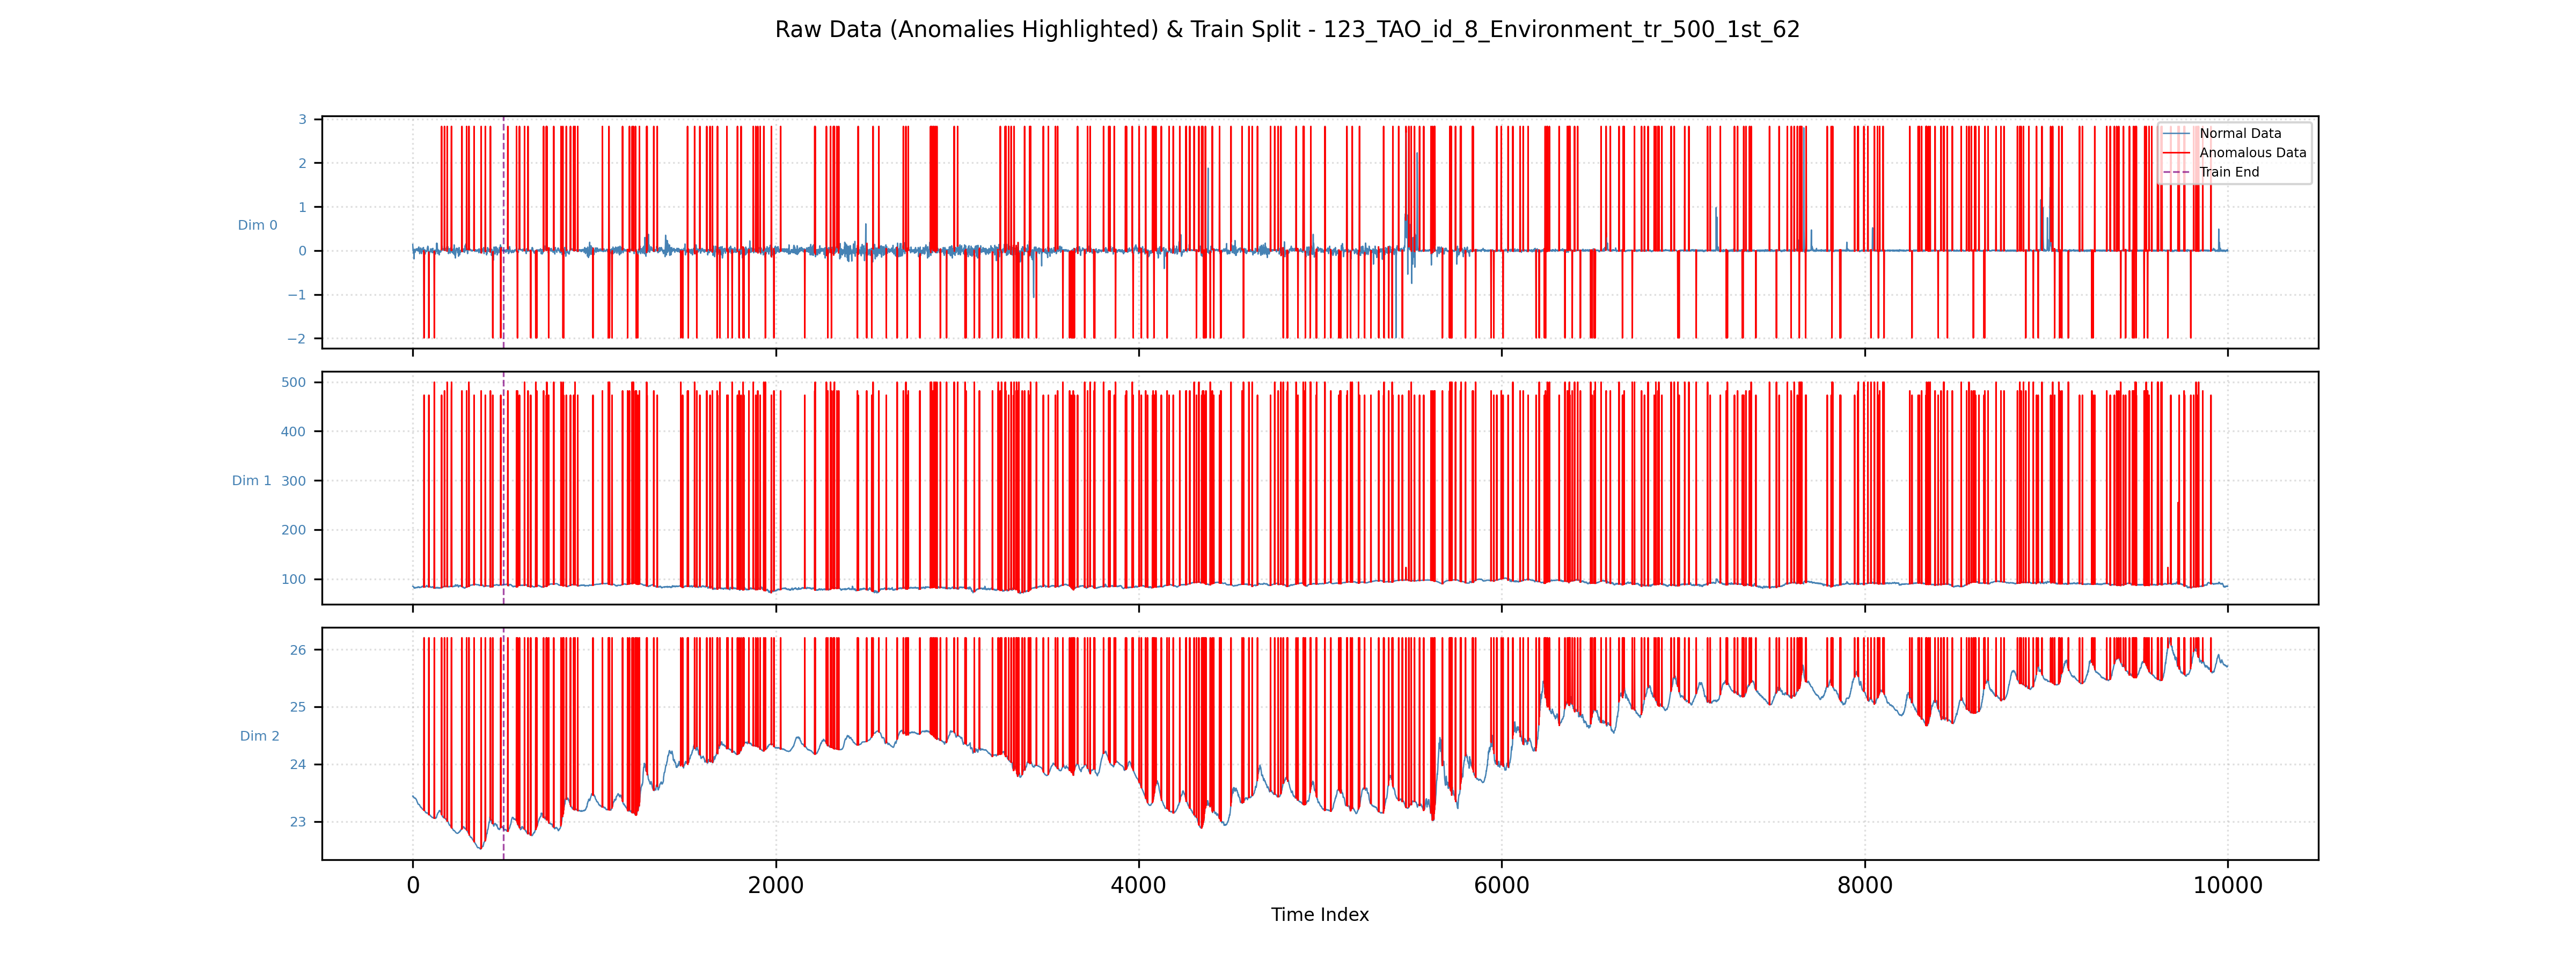 Raw Data (Anomalies Highlighted) & Train Split - 123_TAO_id_8_Environment_tr_500_1st_62
3
2
1
0
−1
−2
Dim 0
Normal Data
Anomalous Data
Train End
500
400
300
200
100
Dim 1
26
25
24
23
Dim 2
0 2000 4000 6000 8000 10000
Time Index